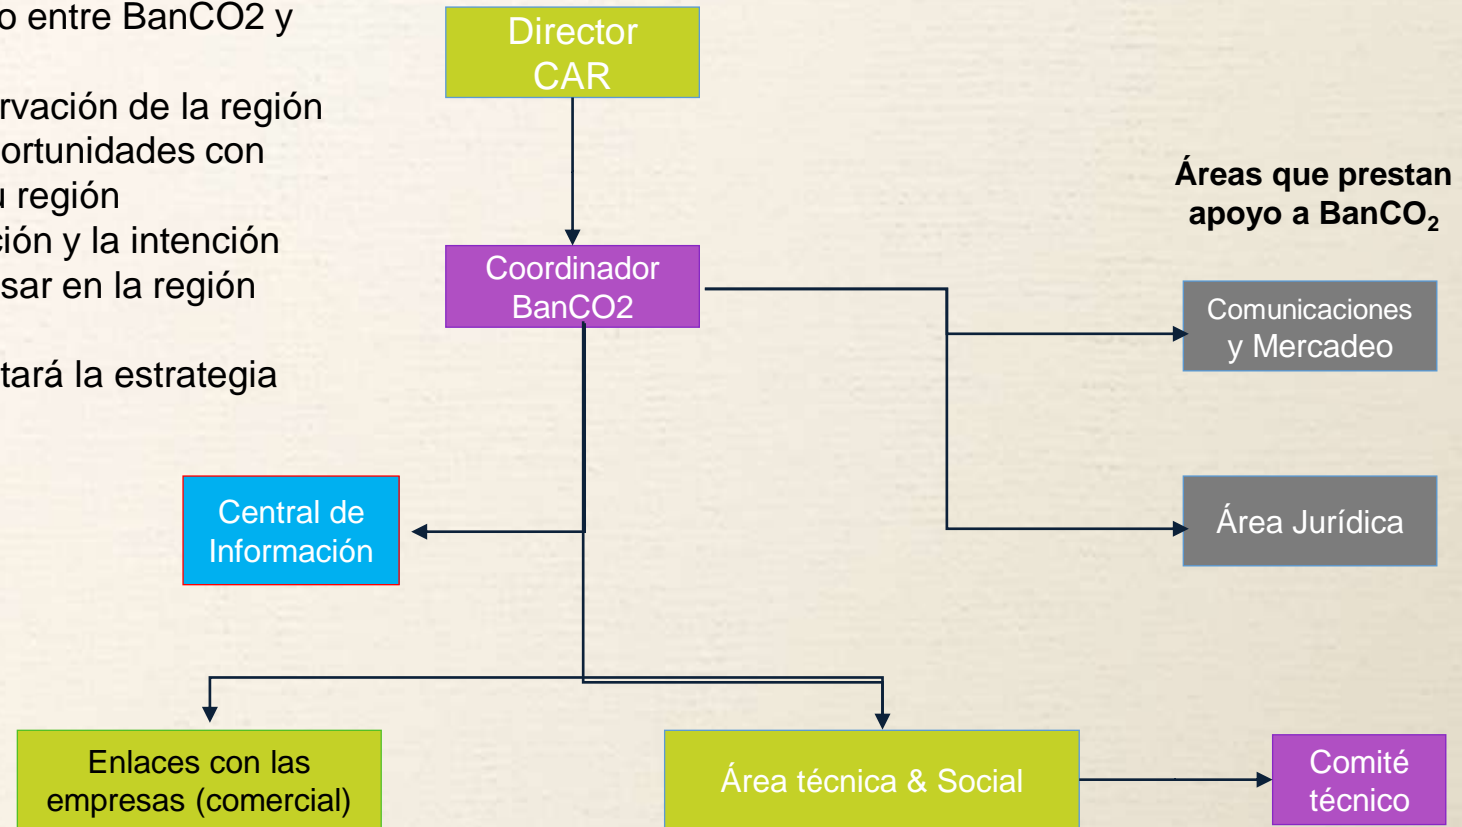 o entre BanCO2 y
rvación de la región
ortunidades con
u región
ción y la intención
sar en la región
tará la estrategia
Director
CAR
Áreas que prestan
apoyo a BanCO₂
Coordinador
BanCO2
Comunicaciones
y Mercadeo
Central de
Información
Área Jurídica
Enlaces con las
empresas (comercial)
Área técnica & Social
Comité
técnico